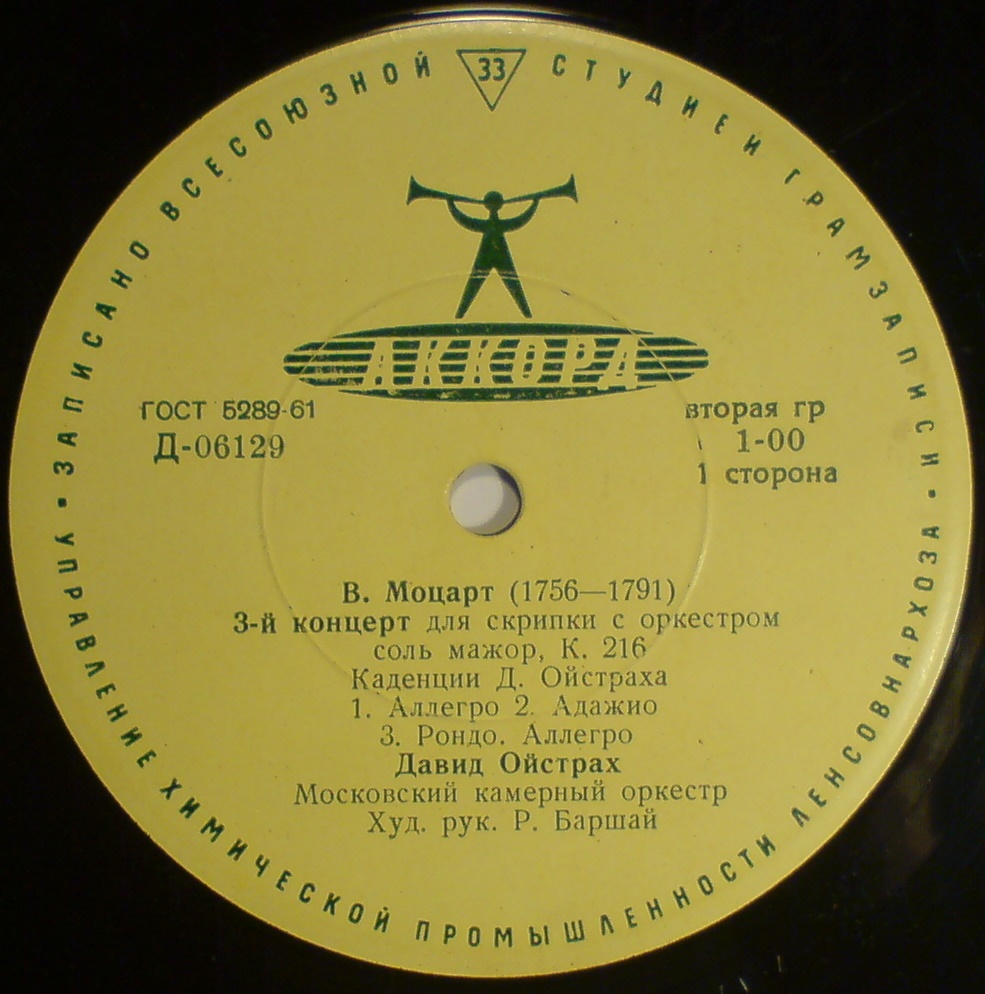 ЗАПИСАНО ВСЕСОЮЗНОЙ СТУДИЕЙ ГРАМЗАПИСИ
33
АККОРД
ГОСТ 5289-61
Д-06129
вторая гр
1-00
1 сторона
В. Моцарт (1756—1791)
3-й концерт для скрипки с оркестром
соль мажор, К. 216
Каденции Д. Ойстраха
1. Аллегро 2. Адажио
3. Рондо. Аллегро
Давид Ойстрах
Московский камерный оркестр
Худ. рук. Р. Баршай
УПРАВЛЕНИЕ ХИМИЧЕСКОЙ ПРОМЫШЛЕННОСТИ ЛЕНСОВНАРХОЗА